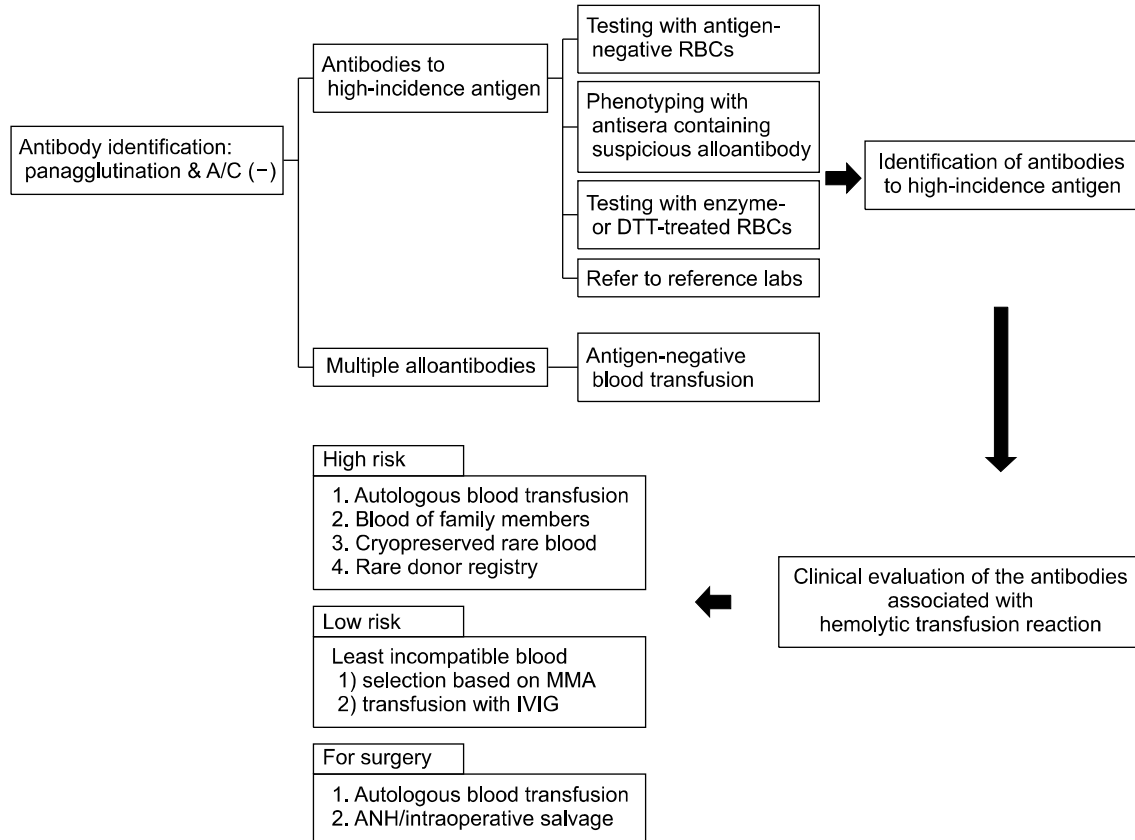 Antibody identification:
panagglutination & A/C (−)
Antibodies to
high-incidence antigen
Testing with antigen-
negative RBCs
Phenotyping with
antisera containing
suspicious alloantibody
Testing with enzyme-
or DTT-treated RBCs
Refer to reference labs
Identification of antibodies
to high-incidence antigen
Multiple alloantibodies
Antigen-negative
blood transfusion
Clinical evaluation of the antibodies
associated with
hemolytic transfusion reaction
High risk
1. Autologous blood transfusion
2. Blood of family members
3. Cryopreserved rare blood
4. Rare donor registry
Low risk
Least incompatible blood
1) selection based on MMA
2) transfusion with IVIG
For surgery
1. Autologous blood transfusion
2. ANH/intraoperative salvage